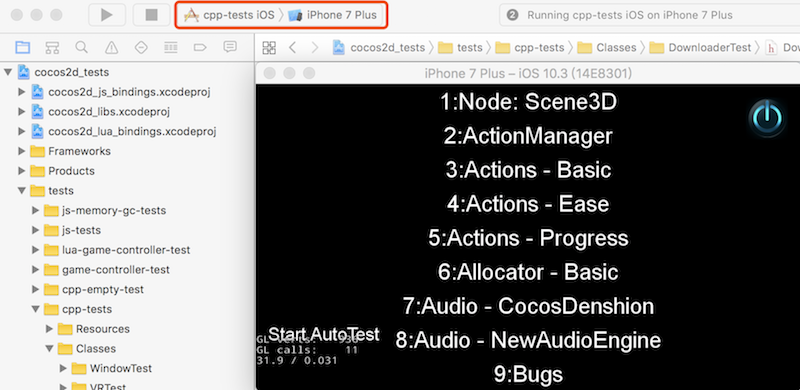 cpp-tests iOS 〉 iPhone 7 Plus
2 Running cpp-tests iOS on iPhone 7 Plus
cocos2d_tests 〉 tests 〉 cpp-tests 〉 Classes 〉 DownloaderTest 〉 h
cocos2d_tests
cocos2d_js_bindings.xcodeproj
cocos2d_libs.xcodeproj
cocos2d_lua_bindings.xcodeproj
Frameworks
Products
tests
js-memory-gc-tests
js-tests
lua-game-controller-test
game-controller-test
cpp-empty-test
cpp-tests
Resources
Classes
WindowTest
VRTest
iPhone 7 Plus – iOS 10.3 (14E8301)
1:Node: Scene3D
2:ActionManager
3:Actions - Basic
4:Actions - Ease
5:Actions - Progress
6:Allocator - Basic
7:Audio - CocosDenshion
8:Audio - NewAudioEngine
9:Bugs
Start AutoTest
GL verts:
GL calls: 11
31.9 / 0.031